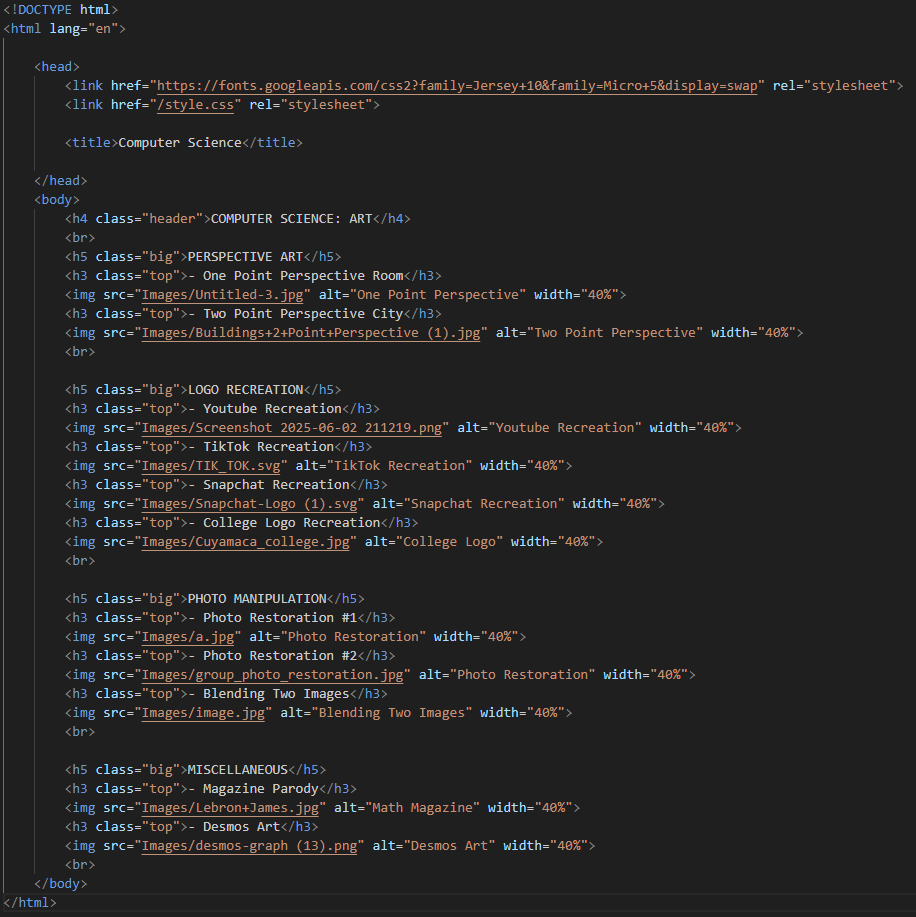 <!DOCTYPE html>
<html lang="en">
<head>
<link href="https://fonts.googleapis.com/css2?family=Jersey+10&family=Micro+5&display=swap" rel="stylesheet">
<link href="/style.css" rel="stylesheet">
<title>Computer Science</title>
</head>
<body>
<h4 class="header">COMPUTER SCIENCE: ART</h4>
<br>
<h5 class="big">PERSPECTIVE ART</h5>
<h3 class="top">- One Point Perspective Room</h3>
<img src="Images/Untitled-3.jpg" alt="One Point Perspective" width="40%">
<h3 class="top">- Two Point Perspective City</h3>
<img src="Images/Buildings+2+Point+Perspective (1).jpg" alt="Two Point Perspective" width="40%">
<br>
<h5 class="big">LOGO RECREATION</h5>
<h3 class="top">- Youtube Recreation</h3>
<img src="Images/Screenshot 2025-06-02 211219.png" alt="Youtube Recreation" width="40%">
<h3 class="top">- TikTok Recreation</h3>
<img src="Images/TIK_TOK.svg" alt="TikTok Recreation" width="40%">
<h3 class="top">- Snapchat Recreation</h3>
<img src="Images/Snapchat-Logo (1).svg" alt="Snapchat Recreation" width="40%">
<h3 class="top">- College Logo Recreation</h3>
<img src="Images/Cuyamaca_college.jpg" alt="College Logo" width="40%">
<br>
<h5 class="big">PHOTO MANIPULATION</h5>
<h3 class="top">- Photo Restoration #1</h3>
<img src="Images/a.jpg" alt="Photo Restoration" width="40%">
<h3 class="top">- Photo Restoration #2</h3>
<img src="Images/group_photo_restoration.jpg" alt="Photo Restoration" width="40%">
<h3 class="top">- Blending Two Images</h3>
<img src="Images/image.jpg" alt="Blending Two Images" width="40%">
<br>
<h5 class="big">MISCELLANEOUS</h5>
<h3 class="top">- Magazine Parody</h3>
<img src="Images/Lebron+James.jpg" alt="Math Magazine" width="40%">
<h3 class="top">- Desmos Art</h3>
<img src="Images/desmos-graph (13).png" alt="Desmos Art" width="40%">
<br>
</body>
</html>